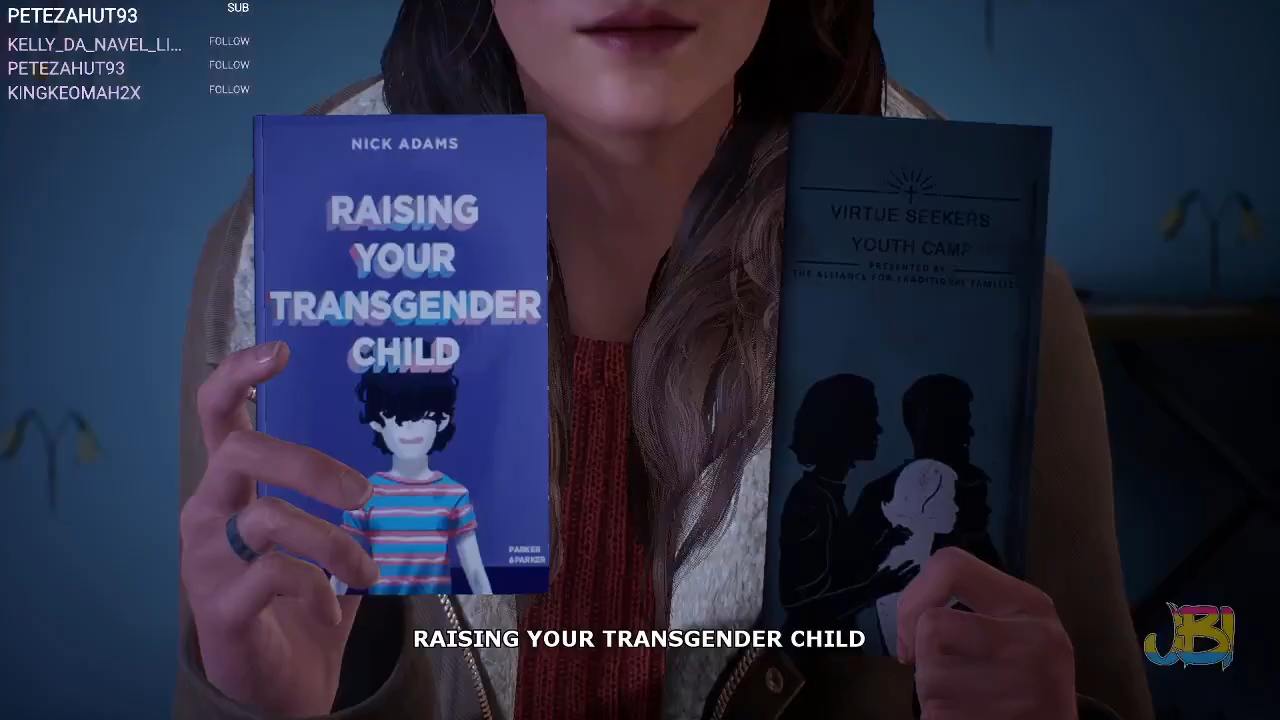 PETEZAHUT93 SUB
KELLY_DA_NAVEL_LI... FOLLOW
PETEZAHUT93 FOLLOW
KINGKEOMAH2X FOLLOW
NICK ADAMS
RAISING
YOUR
TRANSGENDER
CHILD
PARKER
&PARKER
VIRTUE SEEKERS
YOUTH CAMP
PRESENTED BY
THE ALLIANCE FOR TRADITIONAL FAMILIES
RAISING YOUR TRANSGENDER CHILD
JBI